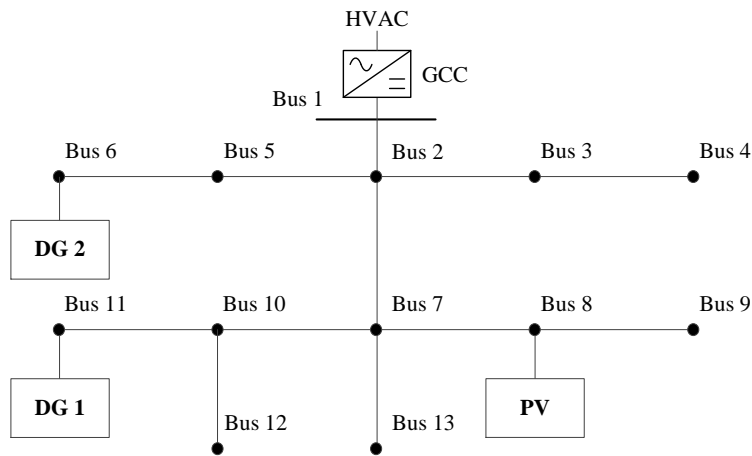 HVAC
GCC
Bus 1
Bus 6
Bus 5
Bus 2
Bus 3
Bus 4
DG 2
Bus 11
Bus 10
Bus 7
Bus 8
Bus 9
DG 1
Bus 12
Bus 13
PV